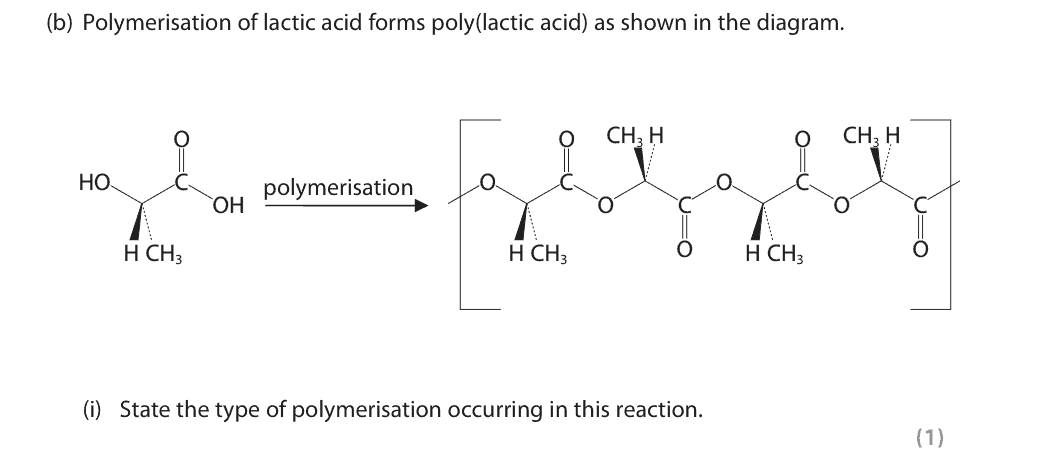 (b) Polymerisation of lactic acid forms poly(lactic acid) as shown in the diagram.
O O CH₃ H O CH₃ H
HO C polymerisation O C O C
OH O C O C
H CH₃ H CH₃ O H CH₃ O
(i) State the type of polymerisation occurring in this reaction.
(1)